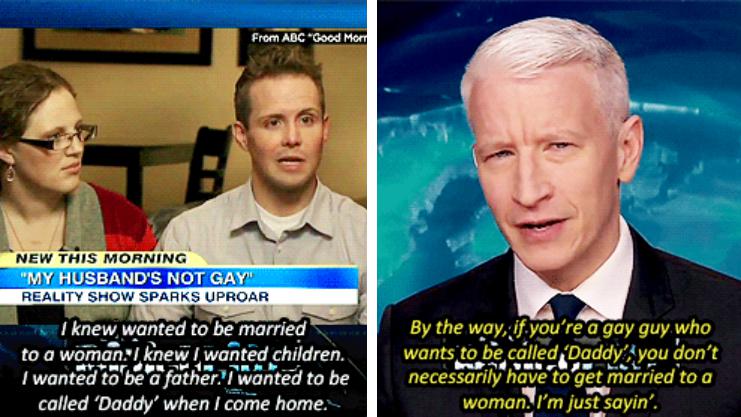 From ABC "Good Morn
NEW THIS MORNING
"MY HUSBAND'S NOT GAY"
REALITY SHOW SPARKS UPROAR
I knew wanted to be married
to a woman. I knew I wanted children.
I wanted to be a father. I wanted to be
called 'Daddy' when I come home.
By the way, if you're a gay guy who
wants to be called 'Daddy', you don't
necessarily have to get married to a
woman. I'm just sayin'.